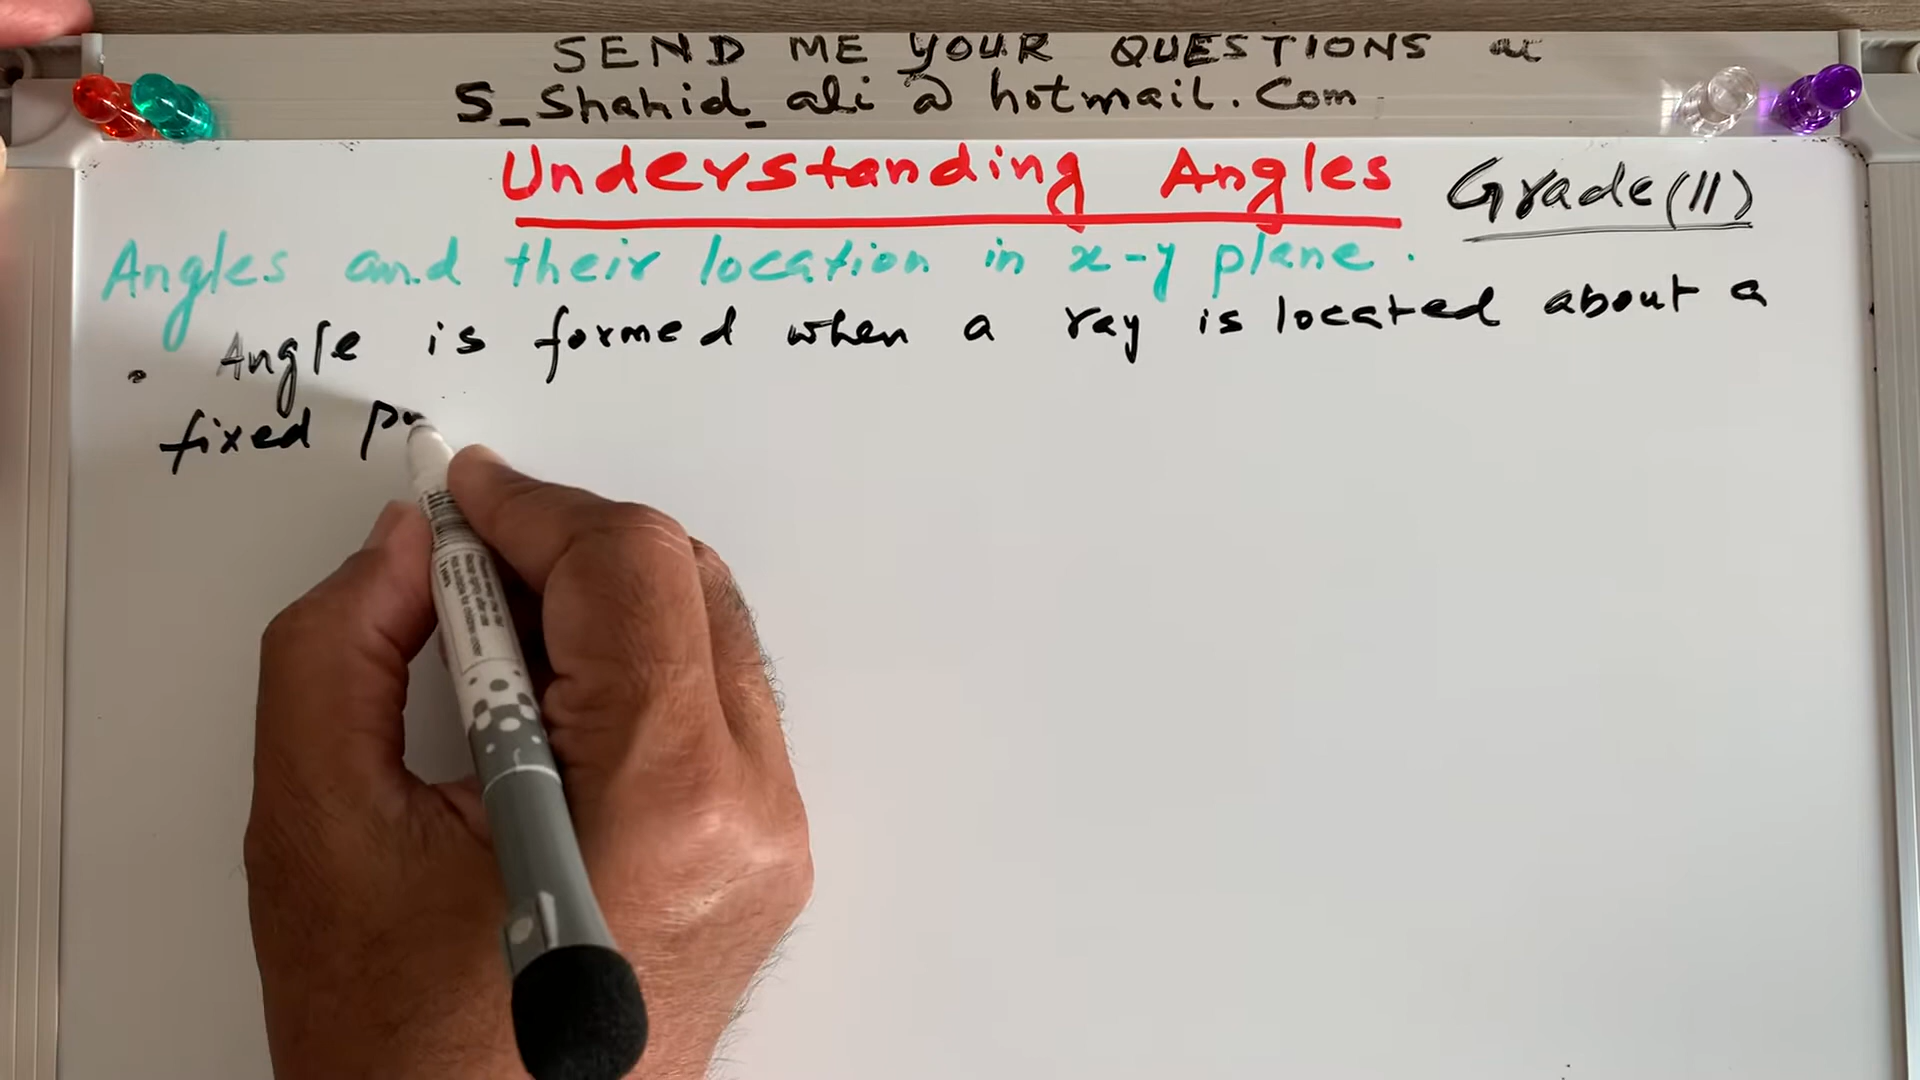 SEND ME YOUR QUESTIONS at
S_Shahid_ali @ hotmail.Com
Understanding Angles Grade(11)
Angles and their location in x-y plane.
• Angle is formed when a ray is located about a
fixed